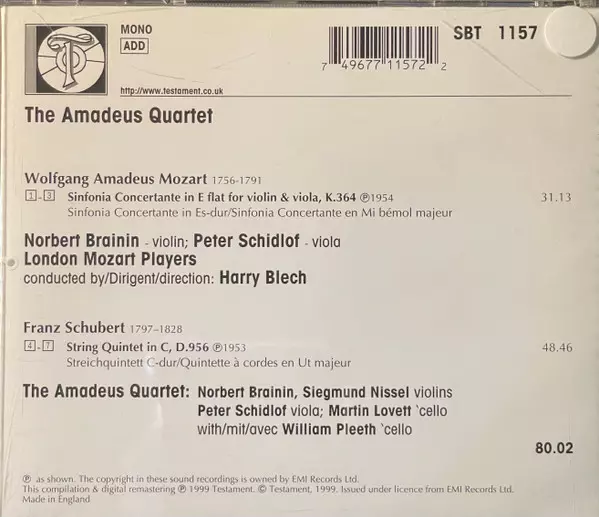 MONO
ADD
SBT 1157
7 49677 11572 2
http://www.testament.co.uk
The Amadeus Quartet
Wolfgang Amadeus Mozart 1756-1791
1-3 Sinfonia Concertante in E flat for violin & viola, K.364 ℗1954 31.13
Sinfonia Concertante in Es-dur/Sinfonia Concertante en Mi bémol majeur
Norbert Brainin - violin; Peter Schidlof - viola
London Mozart Players
conducted by/Dirigent/direction: Harry Blech
Franz Schubert 1797-1828
4-7 String Quintet in C, D.956 ℗1953 48.46
Streichquintett C-dur/Quintette à cordes en Ut majeur
The Amadeus Quartet: Norbert Brainin, Siegmund Nissel violins
Peter Schidlof viola; Martin Lovett 'cello
with/mit/avec William Pleeth 'cello
80.02
℗ as shown. The copyright in these sound recordings is owned by EMI Records Ltd.
This compilation & digital remastering ℗ 1999 Testament. © Testament, 1999. Issued under licence from EMI Records Ltd.
Made in England